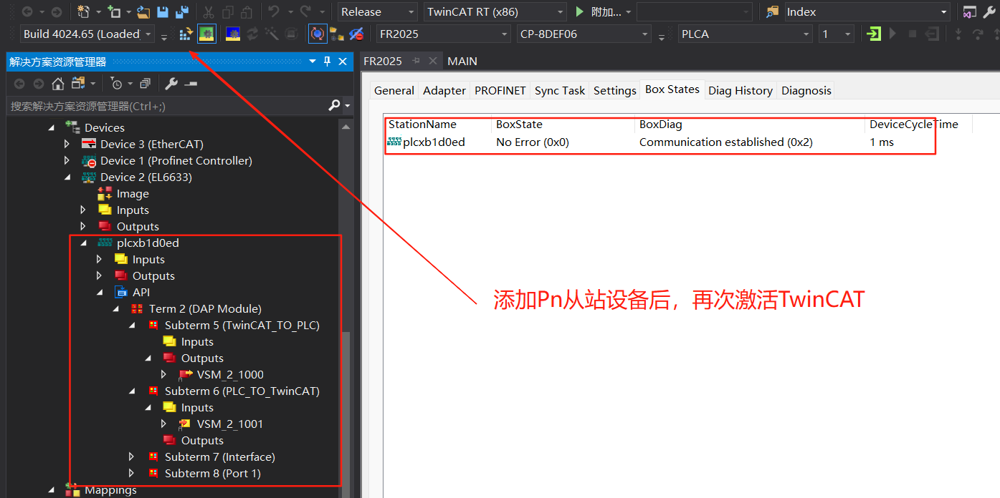 Release TwinCAT RT (x86) 附加... Index
Build 4024.65 (Loaded FR2025 CP-8DEF06 PLCA 1
解决方案资源管理器
FR2025 MAIN
搜索解决方案资源管理器(Ctrl+;)
General Adapter PROFINET Sync Task Settings Box States Diag History Diagnosis
StationName BoxState BoxDiag DeviceCycleTime
plcxb1d0ed No Error (0x0) Communication established (0x2) 1 ms
Devices
Device 3 (EtherCAT)
Device 1 (Profinet Controller)
Device 2 (EL6633)
Image
Inputs
Outputs
plcxb1d0ed
Inputs
Outputs
API
Term 2 (DAP Module)
Subterm 5 (TwinCAT_TO_PLC)
Inputs
Outputs
VSM_2_1000
Subterm 6 (PLC_TO_TwinCAT)
Inputs
VSM_2_1001
Outputs
Subterm 7 (Interface)
Subterm 8 (Port 1)
Mappings
添加Pn从站设备后，再次激活TwinCAT